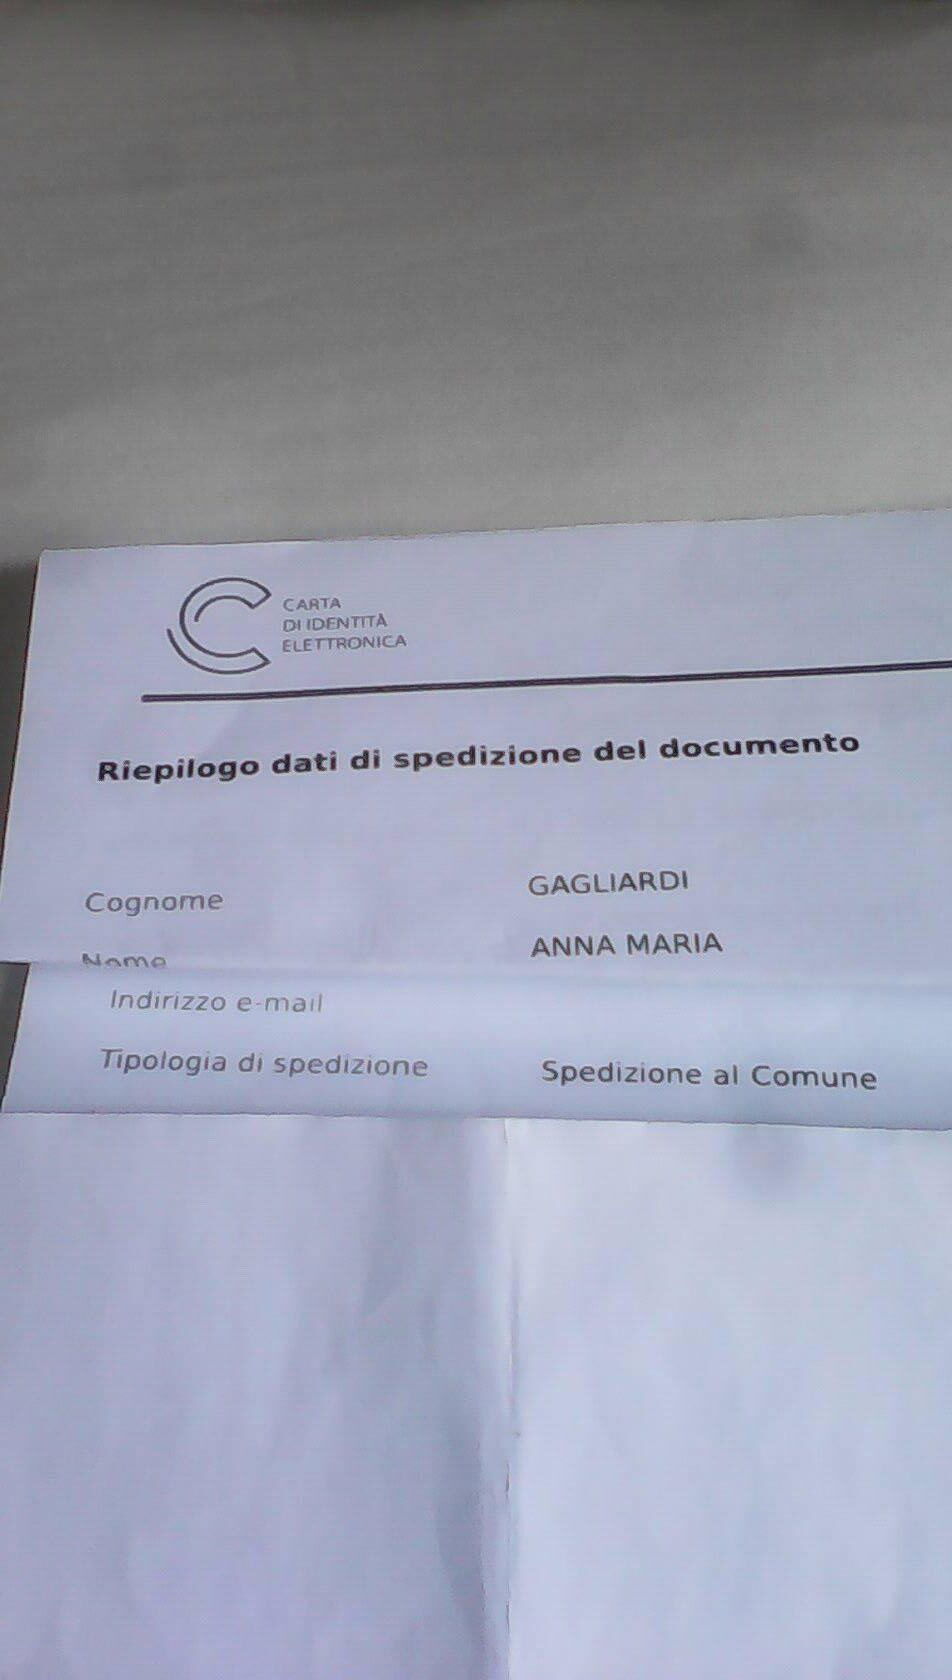 CARTA
DI IDENTITÀ
ELETTRONICA
Riepilogo dati di spedizione del documento
Cognome GAGLIARDI
Nome ANNA MARIA
Indirizzo e-mail
Tipologia di spedizione Spedizione al Comune